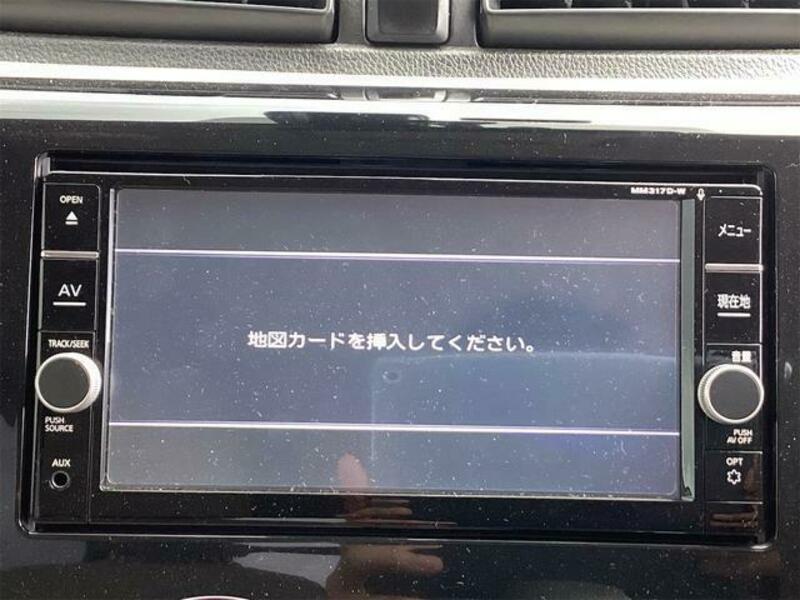 MM317D-W
OPEN
AV
TRACK/SEEK
PUSH
SOURCE
AUX
地図カードを挿入してください。
メニュー
現在地
音量
PUSH
AV OFF
OPT